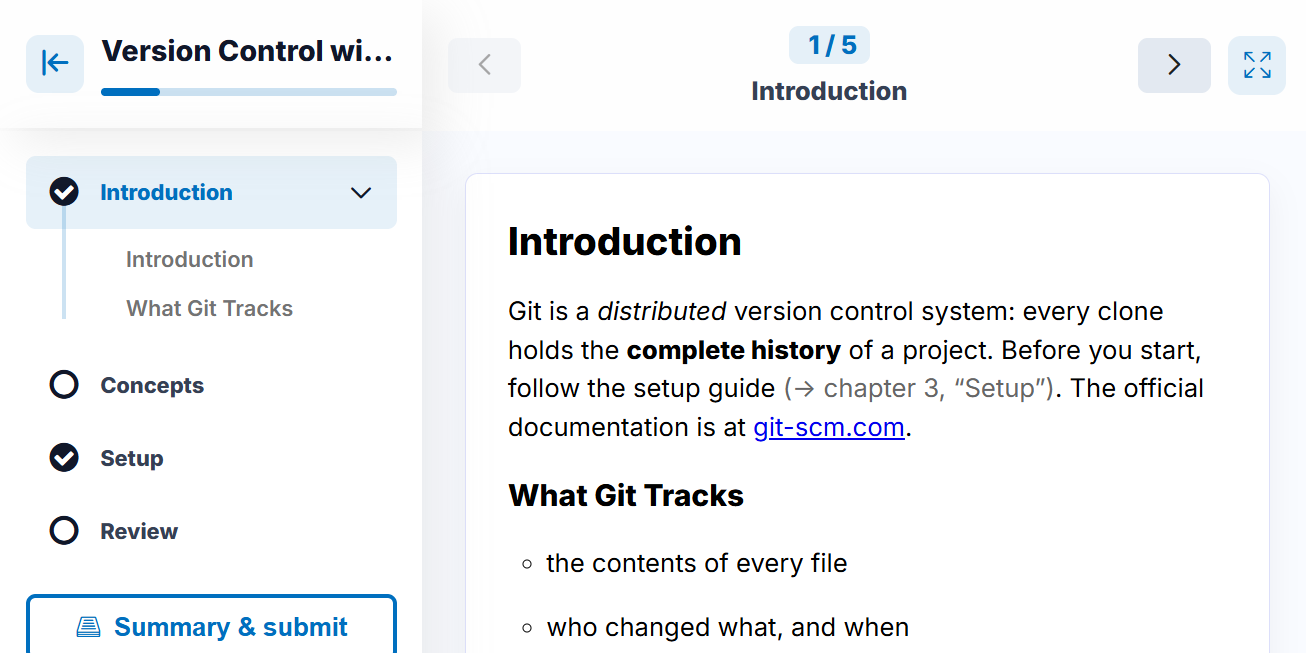 Version Control wi...
Introduction
Introduction
What Git Tracks
Concepts
Setup
Review
Summary & submit
1 / 5
Introduction
Introduction
Git is a distributed version control system: every clone
holds the complete history of a project. Before you start,
follow the setup guide (→ chapter 3, “Setup”). The official
documentation is at git-scm.com.
What Git Tracks
the contents of every file
who changed what, and when